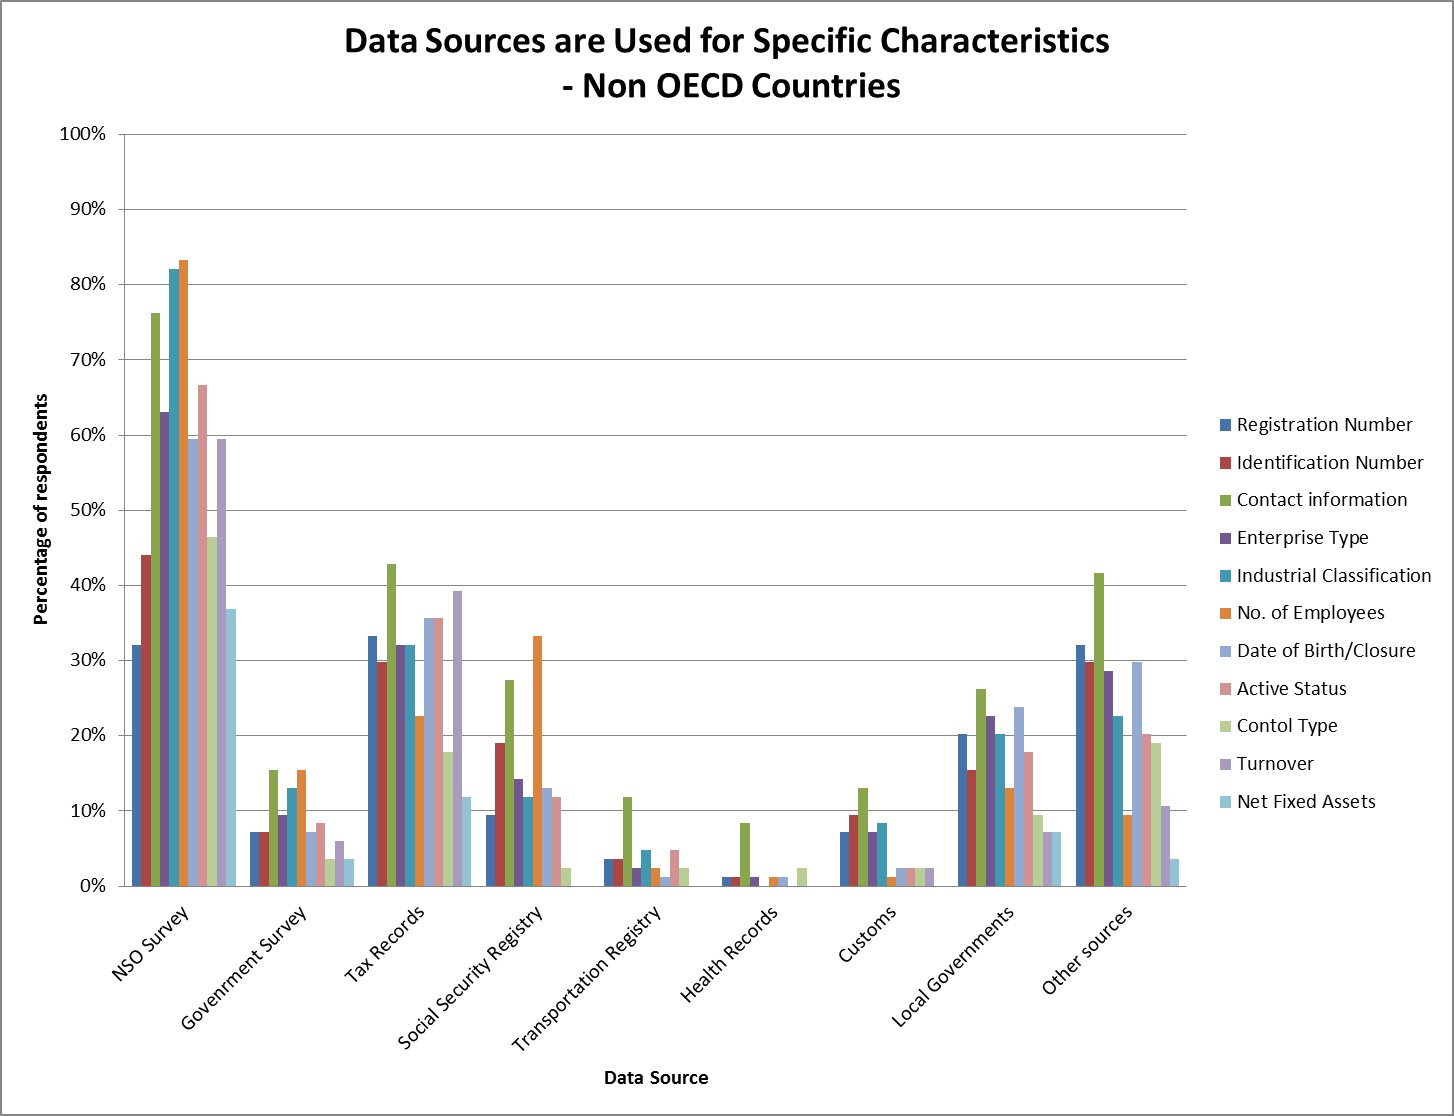 Data Sources are Used for Specific Characteristics
- Non OECD Countries
100%
90%
80%
70%
60%
50%
40%
30%
20%
10%
0%
Percentage of respondents
NSO Survey
Govenrment Survey
Tax Records
Social Security Registry
Transportation Registry
Health Records
Customs
Local Governments
Other sources
Data Source
Registration Number
Identification Number
Contact information
Enterprise Type
Industrial Classification
No. of Employees
Date of Birth/Closure
Active Status
Contol Type
Turnover
Net Fixed Assets